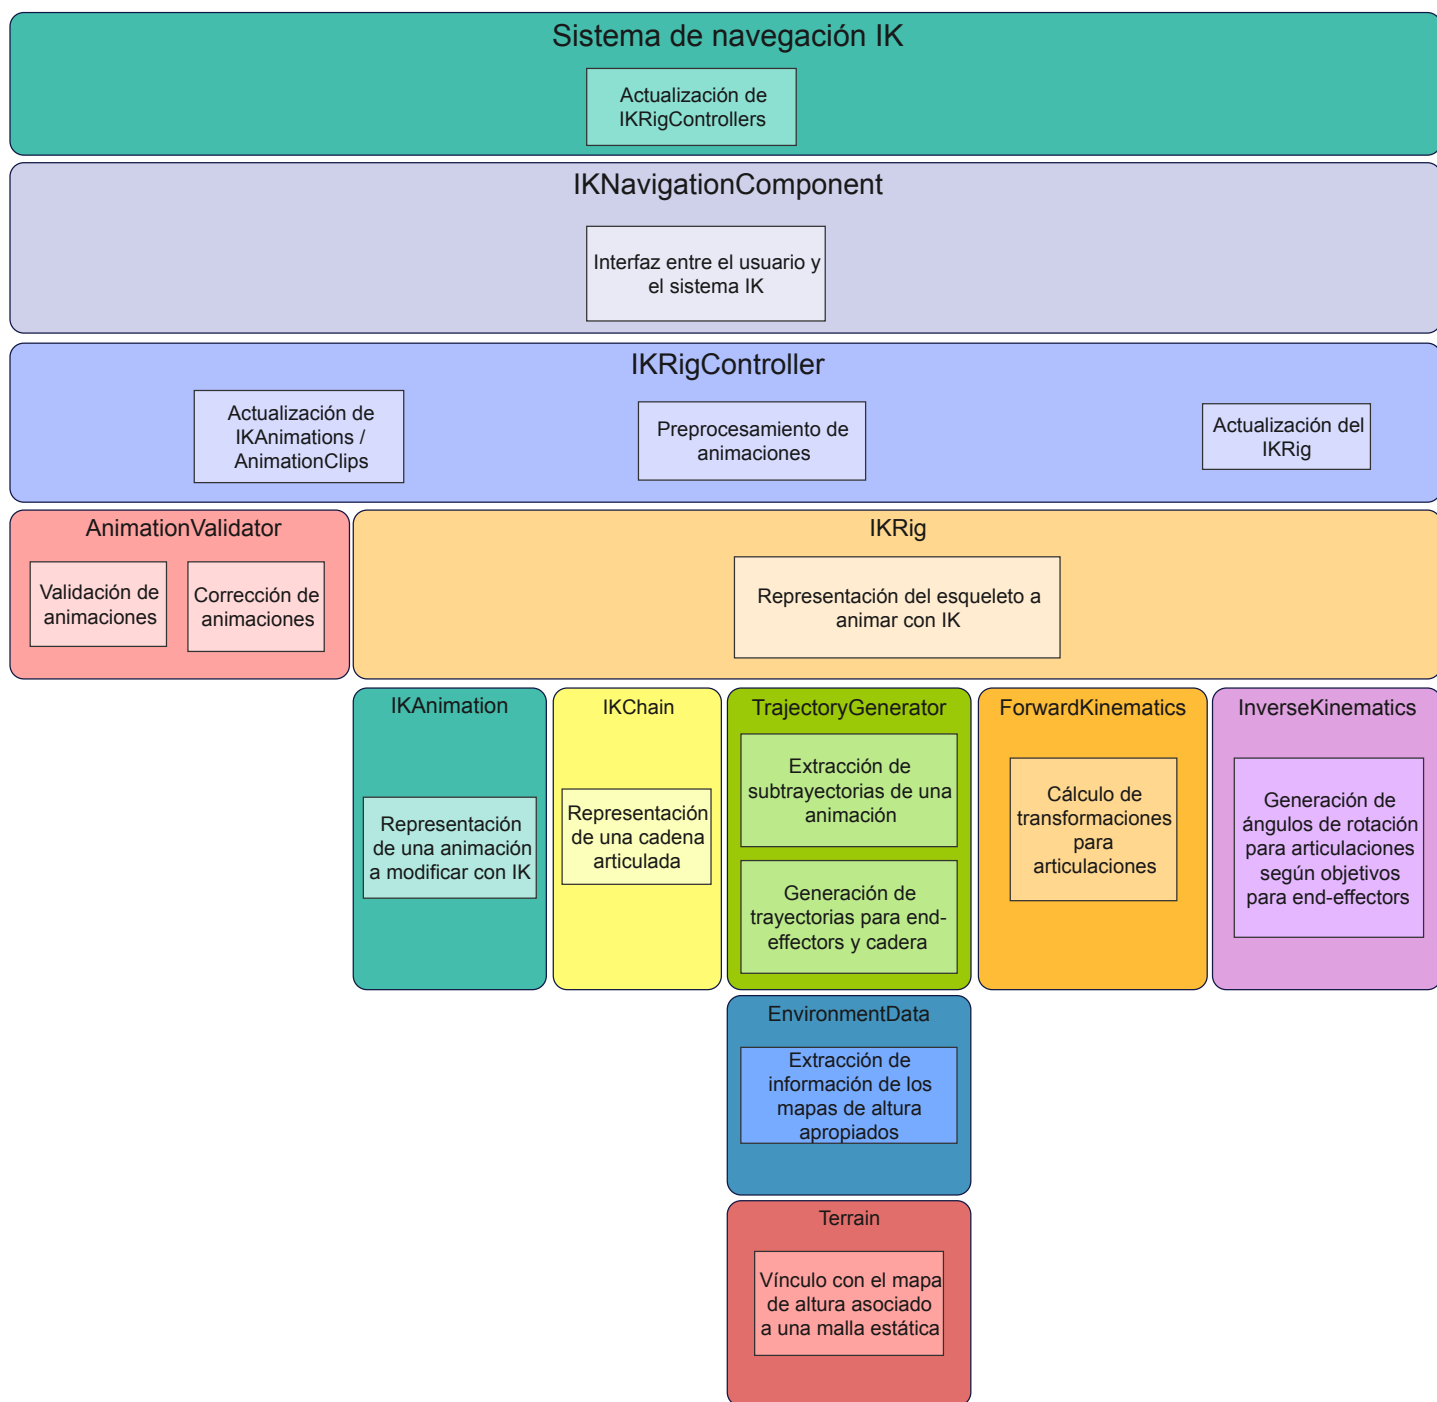 Sistema de navegación IK
Actualización de
IKRigControllers
IKNavigationComponent
Interfaz entre el usuario y
el sistema IK
IKRigController
Actualización de
IKAnimations /
AnimationClips
Preprocesamiento de
animaciones
Actualización del
IKRig
AnimationValidator
Validación de
animaciones
Corrección de
animaciones
IKRig
Representación del esqueleto a
animar con IK
IKAnimation
Representación
de una animación
a modificar con IK
IKChain
Representación
de una cadena
articulada
TrajectoryGenerator
Extracción de
subtrayectorias de una
animación
Generación de
trayectorias para end-
effectors y cadera
ForwardKinematics
Cálculo de
transformaciones
para
articulaciones
InverseKinematics
Generación de
ángulos de rotación
para articulaciones
según objetivos
para end-effectors
EnvironmentData
Extracción de
información de los
mapas de altura
apropiados
Terrain
Vínculo con el mapa
de altura asociado
a una malla estática